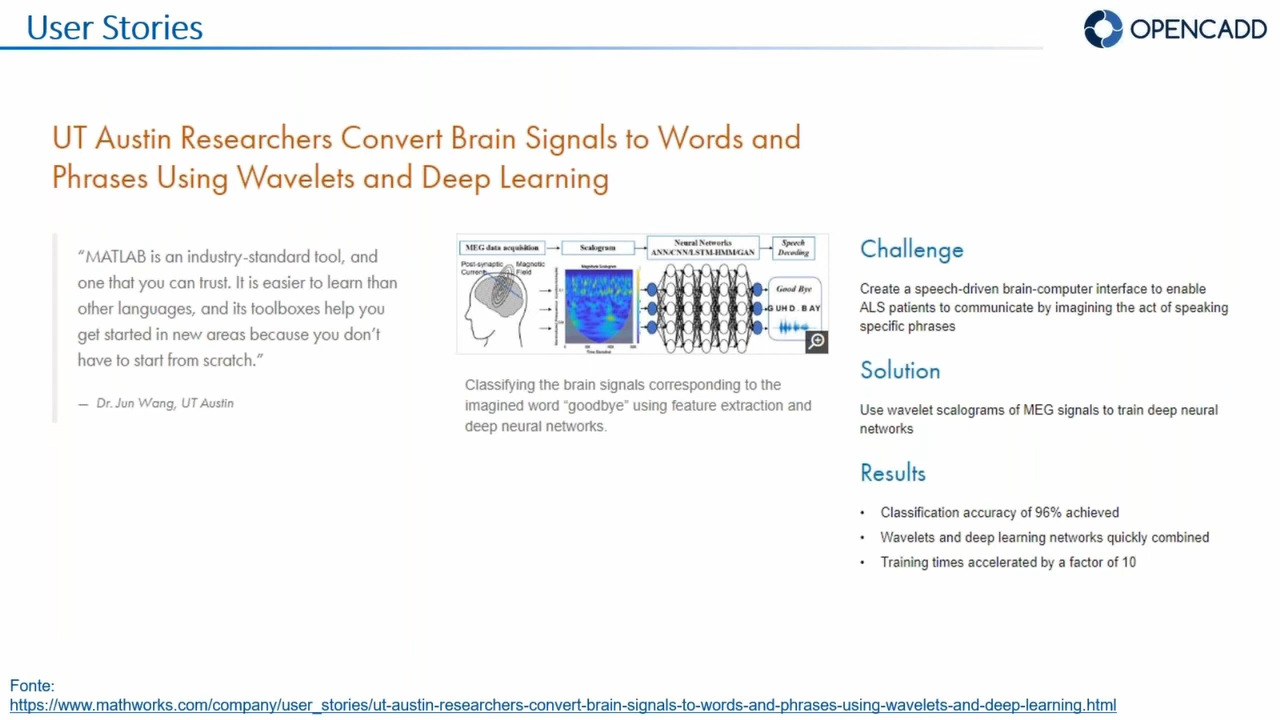 User Stories
OPENCADD
UT Austin Researchers Convert Brain Signals to Words and
Phrases Using Wavelets and Deep Learning
“MATLAB is an industry-standard tool, and
one that you can trust. It is easier to learn than
other languages, and its toolboxes help you
get started in new areas because you don’t
have to start from scratch.”
— Dr. Jun Wang, UT Austin
MEG data acquisition
Scalogram
Neural Networks
ANN/CNN/LSTM-HMM/GAN
Speech
Decoding
Post-synaptic
Current
Magnetic
Field
Good Bye
G UH D . B AY
Classifying the brain signals corresponding to the
imagined word “goodbye” using feature extraction and
deep neural networks.
Challenge
Create a speech-driven brain-computer interface to enable
ALS patients to communicate by imagining the act of speaking
specific phrases
Solution
Use wavelet scalograms of MEG signals to train deep neural
networks
Results
• Classification accuracy of 96% achieved
• Wavelets and deep learning networks quickly combined
• Training times accelerated by a factor of 10
Fonte:
https://www.mathworks.com/company/user_stories/ut-austin-researchers-convert-brain-signals-to-words-and-phrases-using-wavelets-and-deep-learning.html